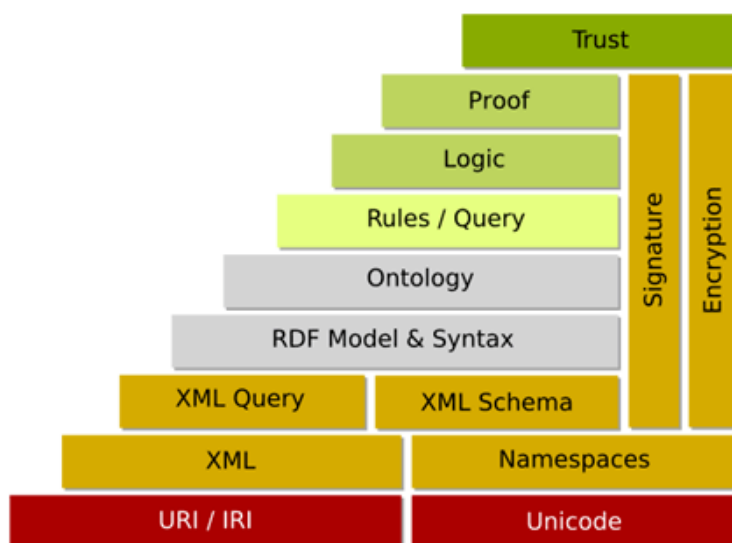 Trust
Proof
Logic
Rules / Query
Ontology
RDF Model & Syntax
Signature
Encryption
XML Query
XML Schema
XML
Namespaces
URI / IRI
Unicode